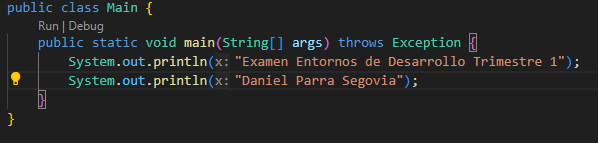 public class Main {
Run | Debug
public static void main(String[] args) throws Exception {
System.out.println(x: "Examen Entornos de Desarrollo Trimestre 1");
System.out.println(x: "Daniel Parra Segovia");
}
}